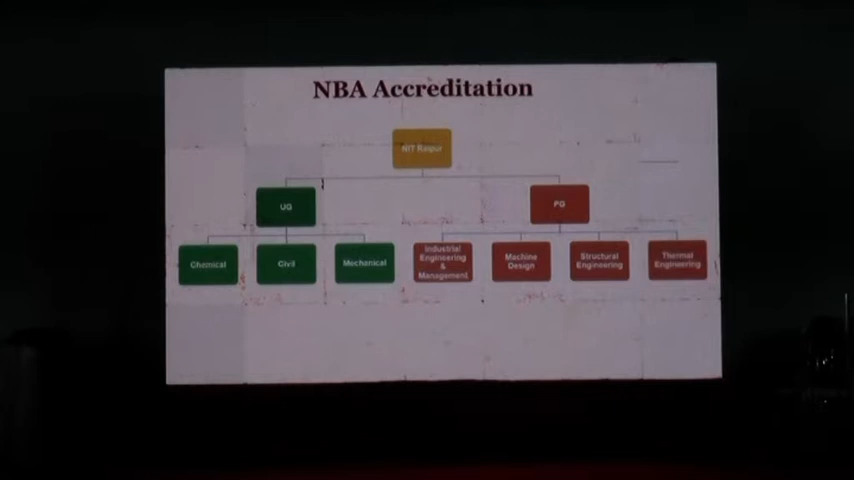 NBA Accreditation
NIT Raipur
UG
PG
Chemical
Civil
Mechanical
Industrial
Engineering
&
Management
Machine
Design
Structural
Engineering
Thermal
Engineering